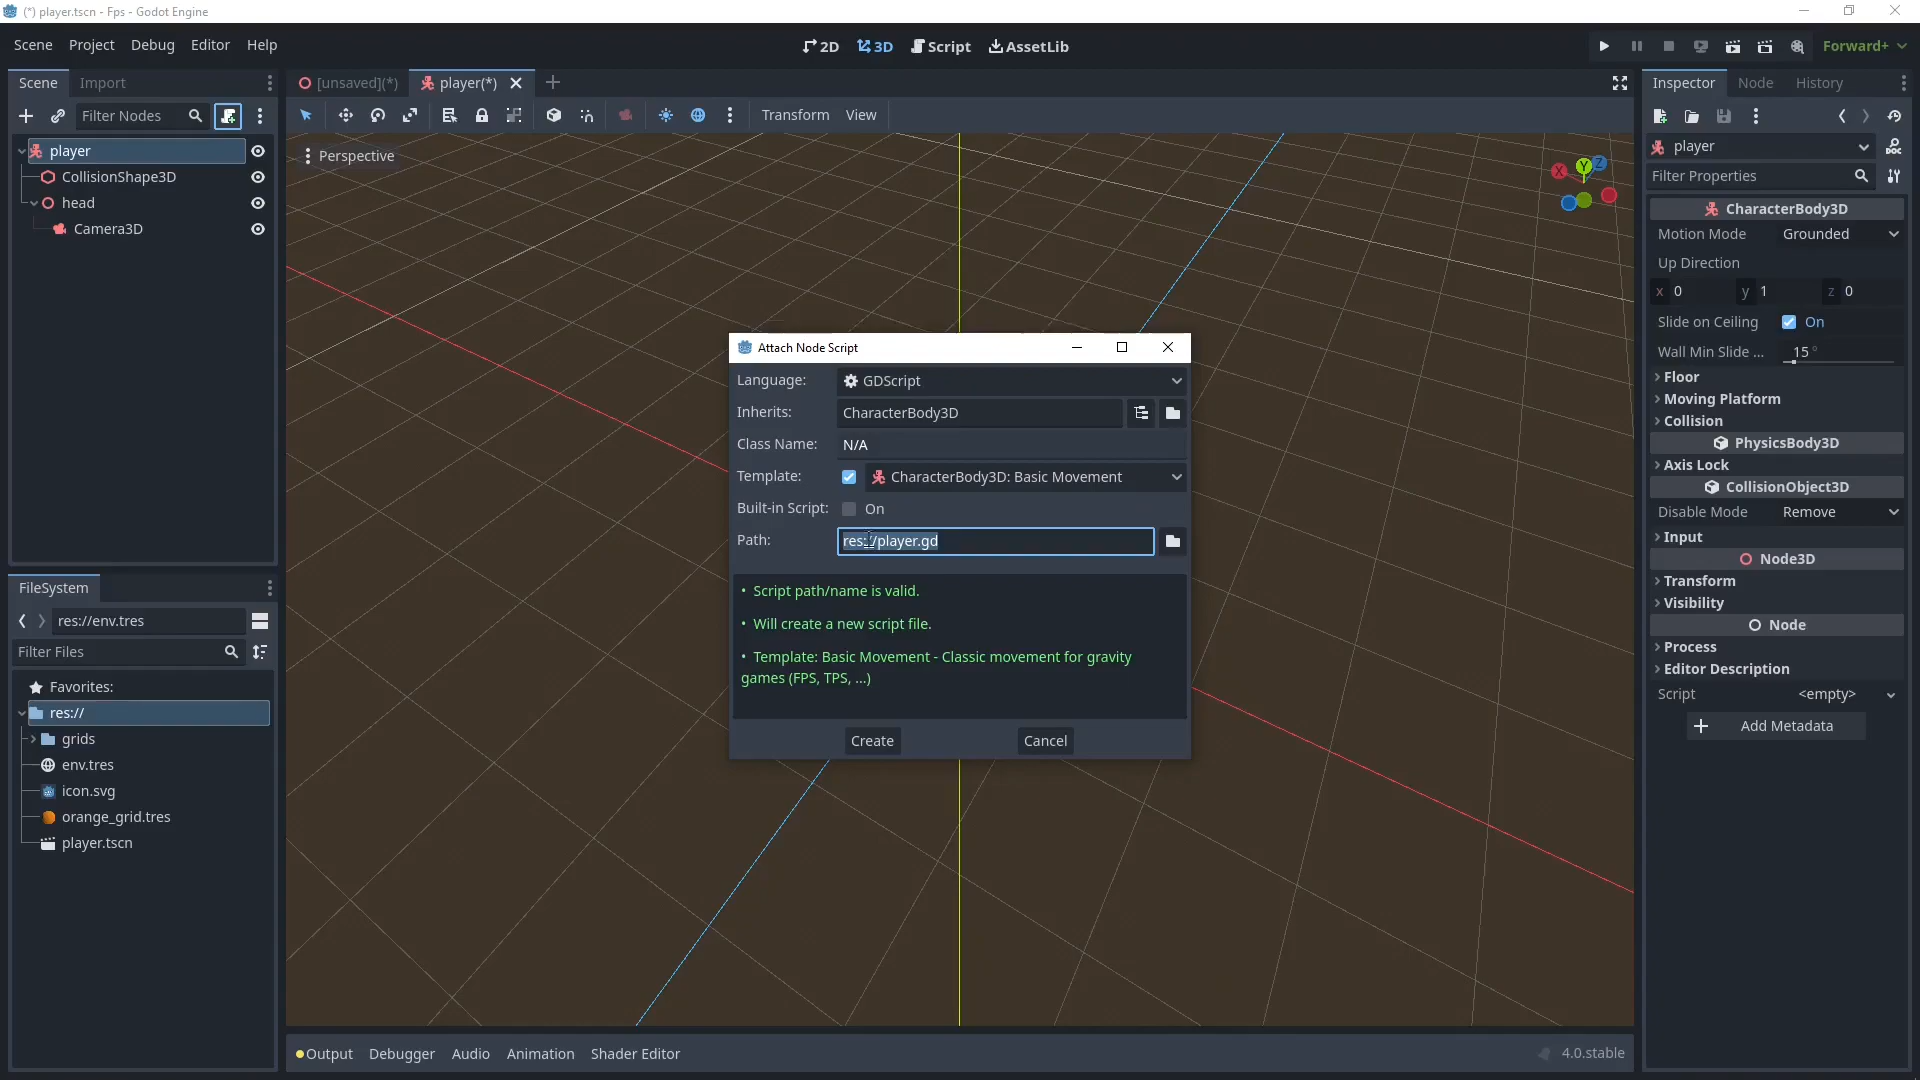 (*) player.tscn - Fps - Godot Engine
Scene Project Debug Editor Help
2D 3D Script AssetLib
Forward+
Scene Import
[unsaved](*) player(*)
Inspector Node History
Filter Nodes
Transform View
player
CollisionShape3D
head
Camera3D
Perspective
X Y Z
Attach Node Script
Language: GDScript
Inherits: CharacterBody3D
Class Name: N/A
Template: CharacterBody3D: Basic Movement
Built-in Script: On
Path: res://player.gd
• Script path/name is valid.
• Will create a new script file.
• Template: Basic Movement - Classic movement for gravity
games (FPS, TPS, ...)
Create Cancel
player
Filter Properties
CharacterBody3D
Motion Mode Grounded
Up Direction
x 0 y 1 z 0
Slide on Ceiling On
Wall Min Slide ... 15 °
Floor
Moving Platform
Collision
PhysicsBody3D
Axis Lock
CollisionObject3D
Disable Mode Remove
Input
Node3D
Transform
Visibility
Node
Process
Editor Description
Script <empty>
Add Metadata
FileSystem
res://env.tres
Filter Files
Favorites:
res://
grids
env.tres
icon.svg
orange_grid.tres
player.tscn
Output Debugger Audio Animation Shader Editor
4.0.stable